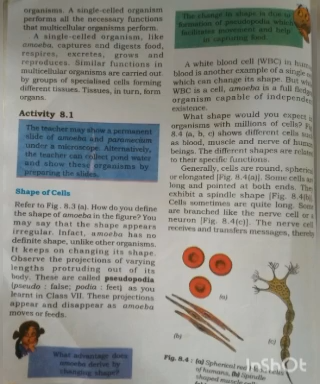 organisms. A single-celled organism
performs all the necessary functions
that multicellular organisms perform.
A single-celled organism, like
amoeba, captures and digests food,
respires, excretes, grows and
reproduces. Similar functions in
multicellular organisms are carried out
by groups of specialised cells forming
different tissues. Tissues, in turn, form
organs.
Activity 8.1
The teacher may show a permanent
slide of amoeba and paramecium
under a microscope. Alternatively,
the teacher can collect pond water
and show these organisms by
preparing the slides.
Shape of Cells
Refer to Fig. 8.3 (a). How do you define
the shape of amoeba in the figure? You
may say that the shape appears
irregular. Infact, amoeba has no
definite shape, unlike other organisms.
It keeps on changing its shape.
Observe the projections of varying
lengths protruding out of its
body. These are called pseudopodia
(pseudo : false; podia : feet) as you
learnt in Class VII. These projections
appear and disappear as amoeba
moves or feeds.
What advantage does
amoeba derive by
changing shape?
The change in shape is due to
formation of pseudopodia which
facilitates movement and help
in capturing food.
A white blood cell (WBC) in human
blood is another example of a single
which can change its shape. But
WBC is a cell, amoeba is a full fledged
organism capable of independent
existence.
What shape would you expect
organisms with millions of cells?
8.4 (a, b, c) shows different cells
as blood, muscle and nerve of human
beings. The different shapes are related
to their specific functions.
Generally, cells are round, spherical
or elongated [Fig. 8.4(a)]. Some cells are
long and pointed at both ends. They
exhibit a spindle shape [Fig. 8.4(b)].
Cells sometimes are quite long. Some
are branched like the nerve cell or a
neuron [Fig. 8.4(c)]. The nerve cell
receives and transfers messages, thereby
(a)
(b)
Fig. 8.4 : (a) Spherical red
of humans, (b) Spindle
shaped muscle
InShOt